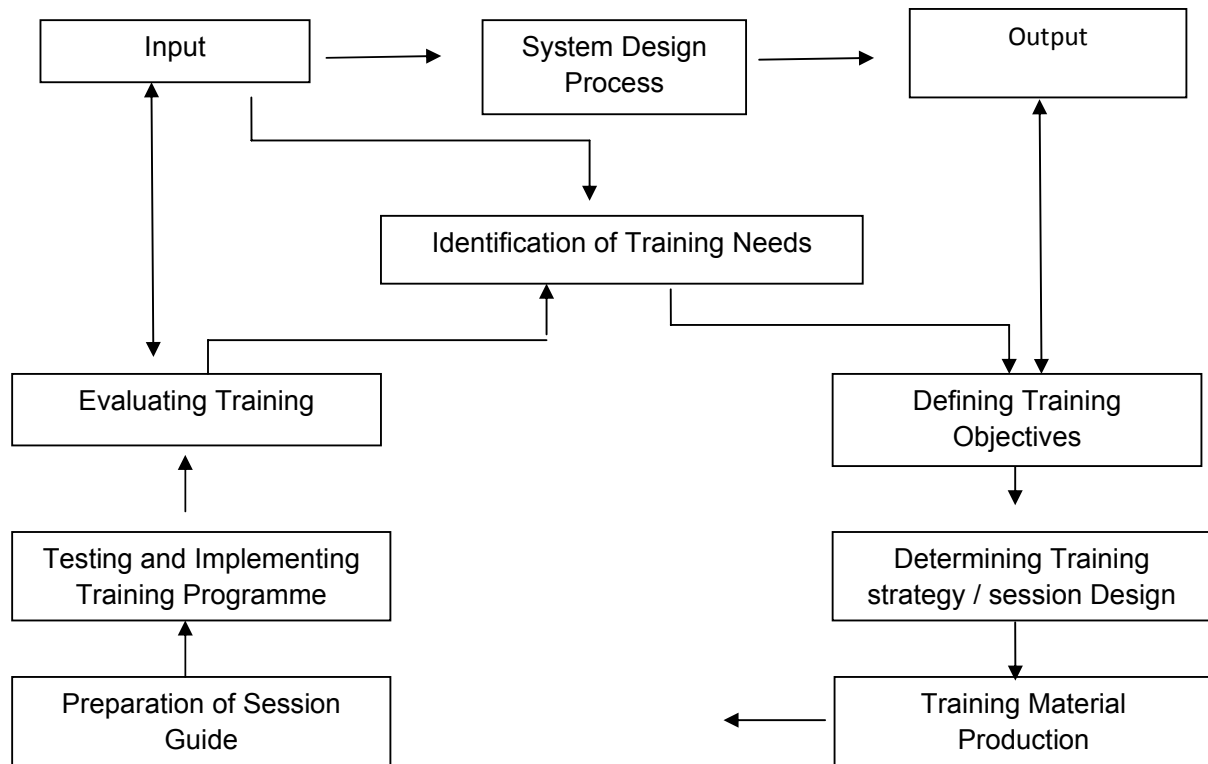 Input
System Design
Process
Output
Identification of Training Needs
Evaluating Training
Defining Training
Objectives
Testing and Implementing
Training Programme
Determining Training
strategy / session Design
Preparation of Session
Guide
Training Material
Production